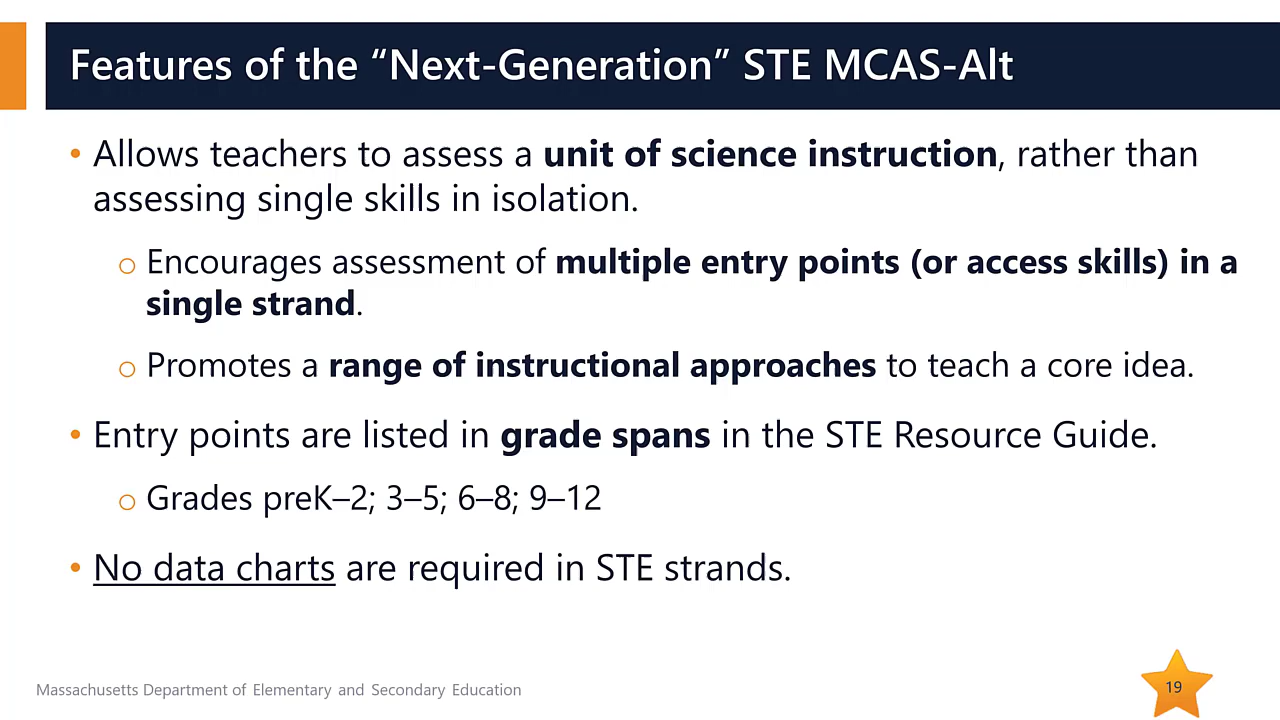 Features of the “Next-Generation” STE MCAS-Alt
• Allows teachers to assess a unit of science instruction, rather than
assessing single skills in isolation.
o Encourages assessment of multiple entry points (or access skills) in a
single strand.
o Promotes a range of instructional approaches to teach a core idea.
• Entry points are listed in grade spans in the STE Resource Guide.
o Grades preK–2; 3–5; 6–8; 9–12
• No data charts are required in STE strands.
Massachusetts Department of Elementary and Secondary Education
19